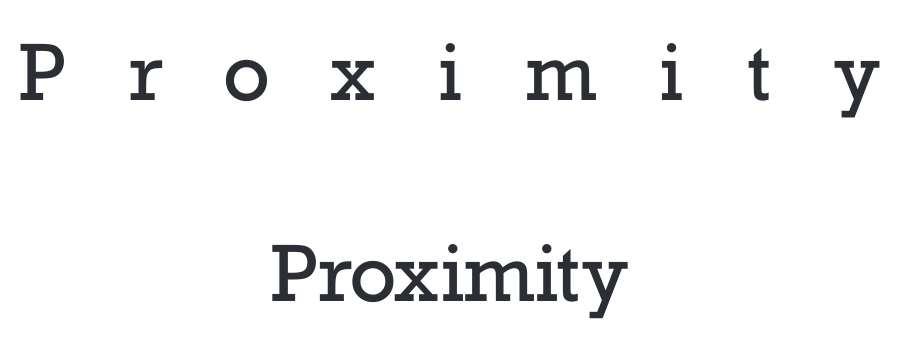 P r o x i m i t y
Proximity